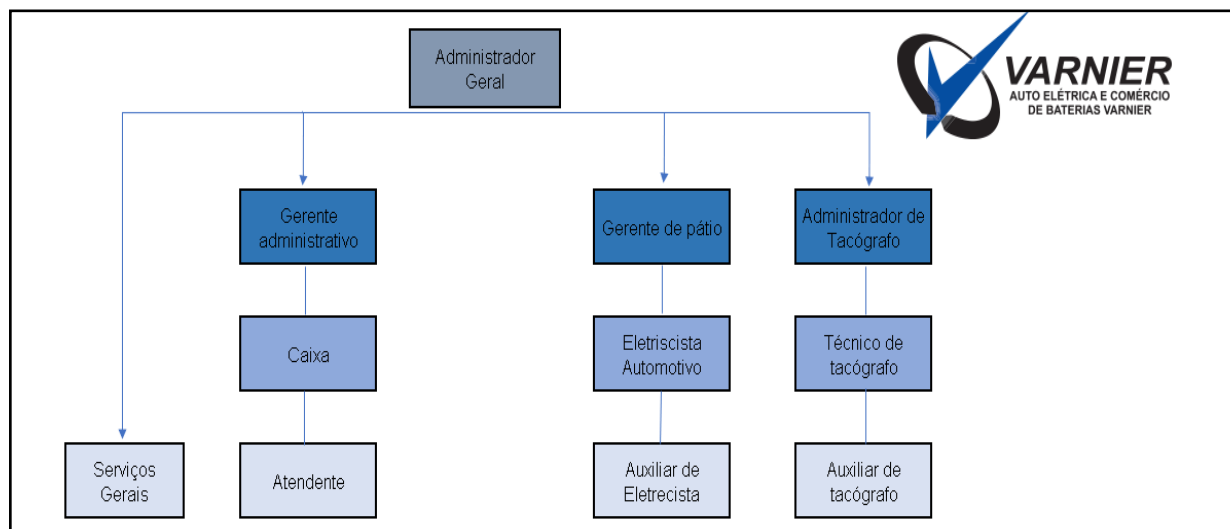 Administrador
Geral
VARNIER
AUTO ELÉTRICA E COMÉRCIO
DE BATERIAS VARNIER
Gerente
administrativo
Gerente de pátio
Administrador de
Tacógrafo
Caixa
Eletriscista
Automotivo
Técnico de
tacógrafo
Serviços
Gerais
Atendente
Auxiliar de
Eletrecista
Auxiliar de
tacógrafo